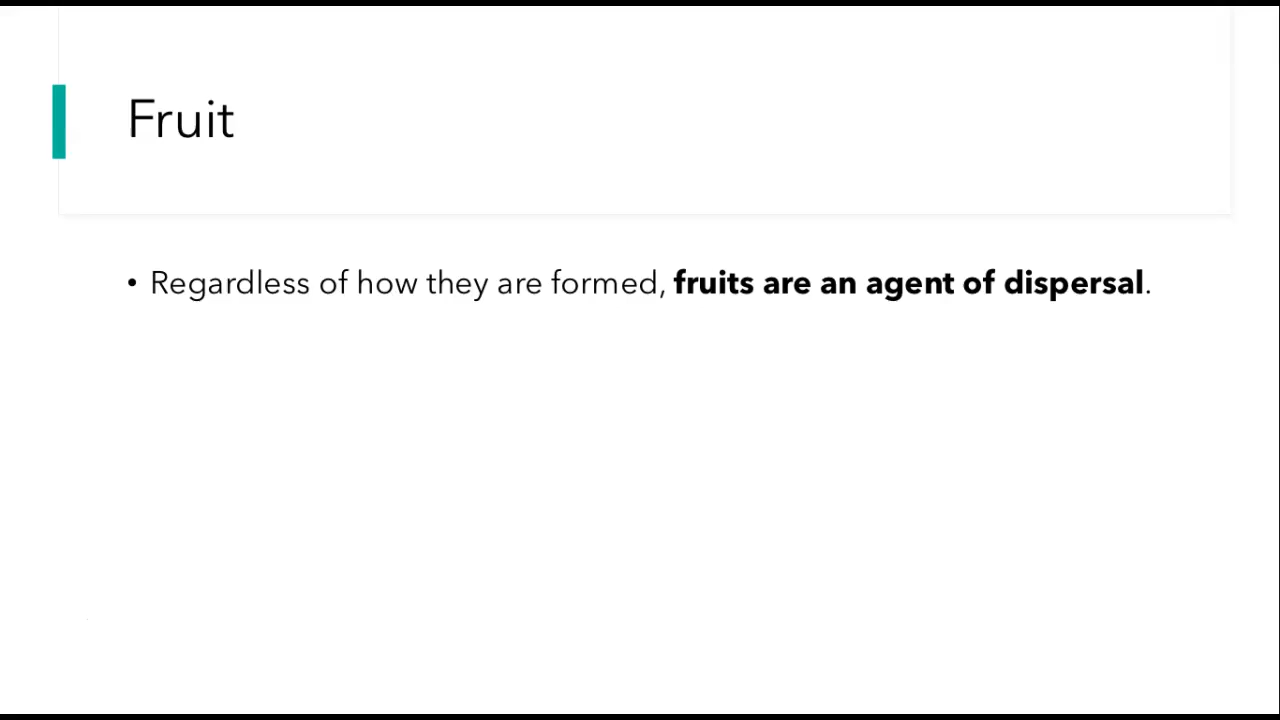 Fruit
• Regardless of how they are formed, fruits are an agent of dispersal.